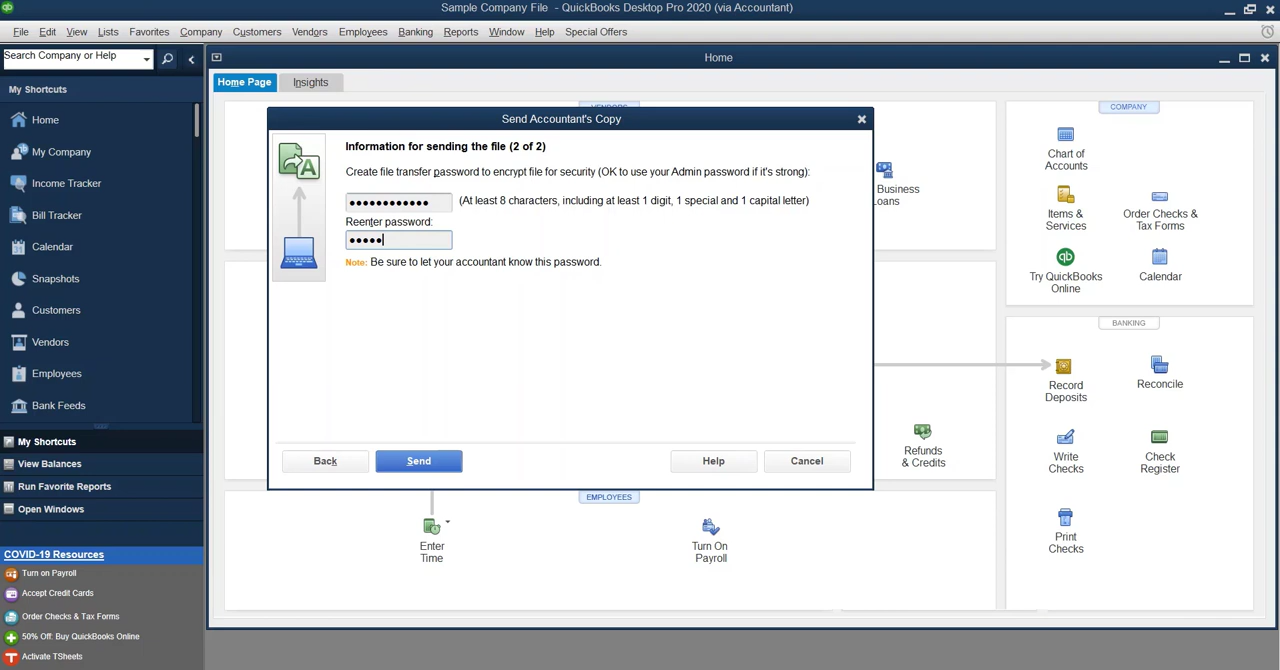 Sample Company File - QuickBooks Desktop Pro 2020 (via Accountant)
File Edit View Lists Favorites Company Customers Vendors Employees Banking Reports Window Help Special Offers
Search Company or Help
My Shortcuts
Home
My Company
Income Tracker
Bill Tracker
Calendar
Snapshots
Customers
Vendors
Employees
Bank Feeds
My Shortcuts
View Balances
Run Favorite Reports
Open Windows
COVID-19 Resources
Turn on Payroll
Accept Credit Cards
Order Checks & Tax Forms
50% Off: Buy QuickBooks Online
Activate TSheets
Home
Home Page
Insights
Send Accountant's Copy
Information for sending the file (2 of 2)
Create file transfer password to encrypt file for security (OK to use your Admin password if it's strong):
(At least 8 characters, including at least 1 digit, 1 special and 1 capital letter)
Reenter password:
Note: Be sure to let your accountant know this password.
Back
Send
Help
Cancel
Business
Refunds
& Credits
EMPLOYEES
Enter
Time
Turn On
Payroll
COMPANY
Chart of
Accounts
Items &
Services
Order Checks &
Tax Forms
Try QuickBooks
Online
Calendar
BANKING
Record
Deposits
Reconcile
Write
Checks
Check
Register
Print
Checks